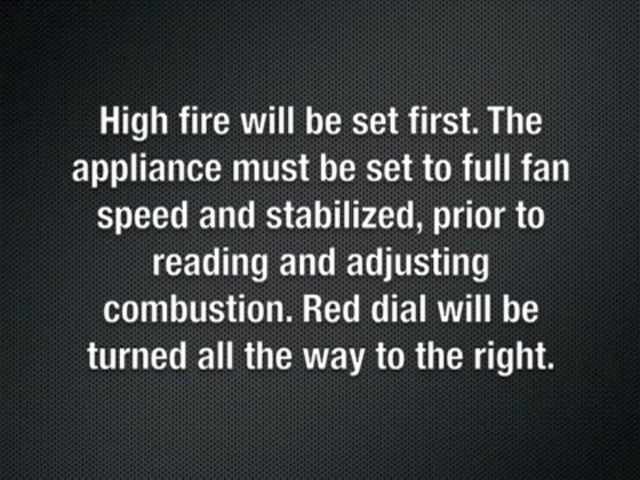 High fire will be set first. The
appliance must be set to full fan
speed and stabilized, prior to
reading and adjusting
combustion. Red dial will be
turned all the way to the right.